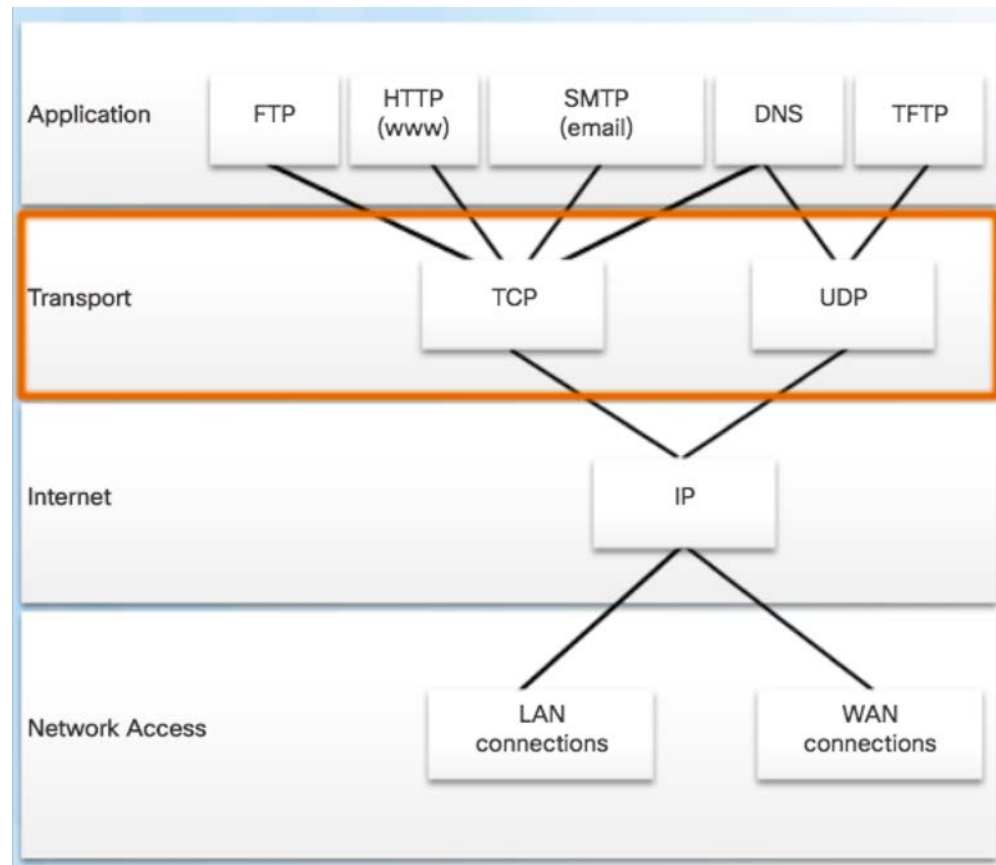 Application
FTP
HTTP
(www)
SMTP
(email)
DNS
TFTP
Transport
TCP
UDP
Internet
IP
Network Access
LAN
connections
WAN
connections